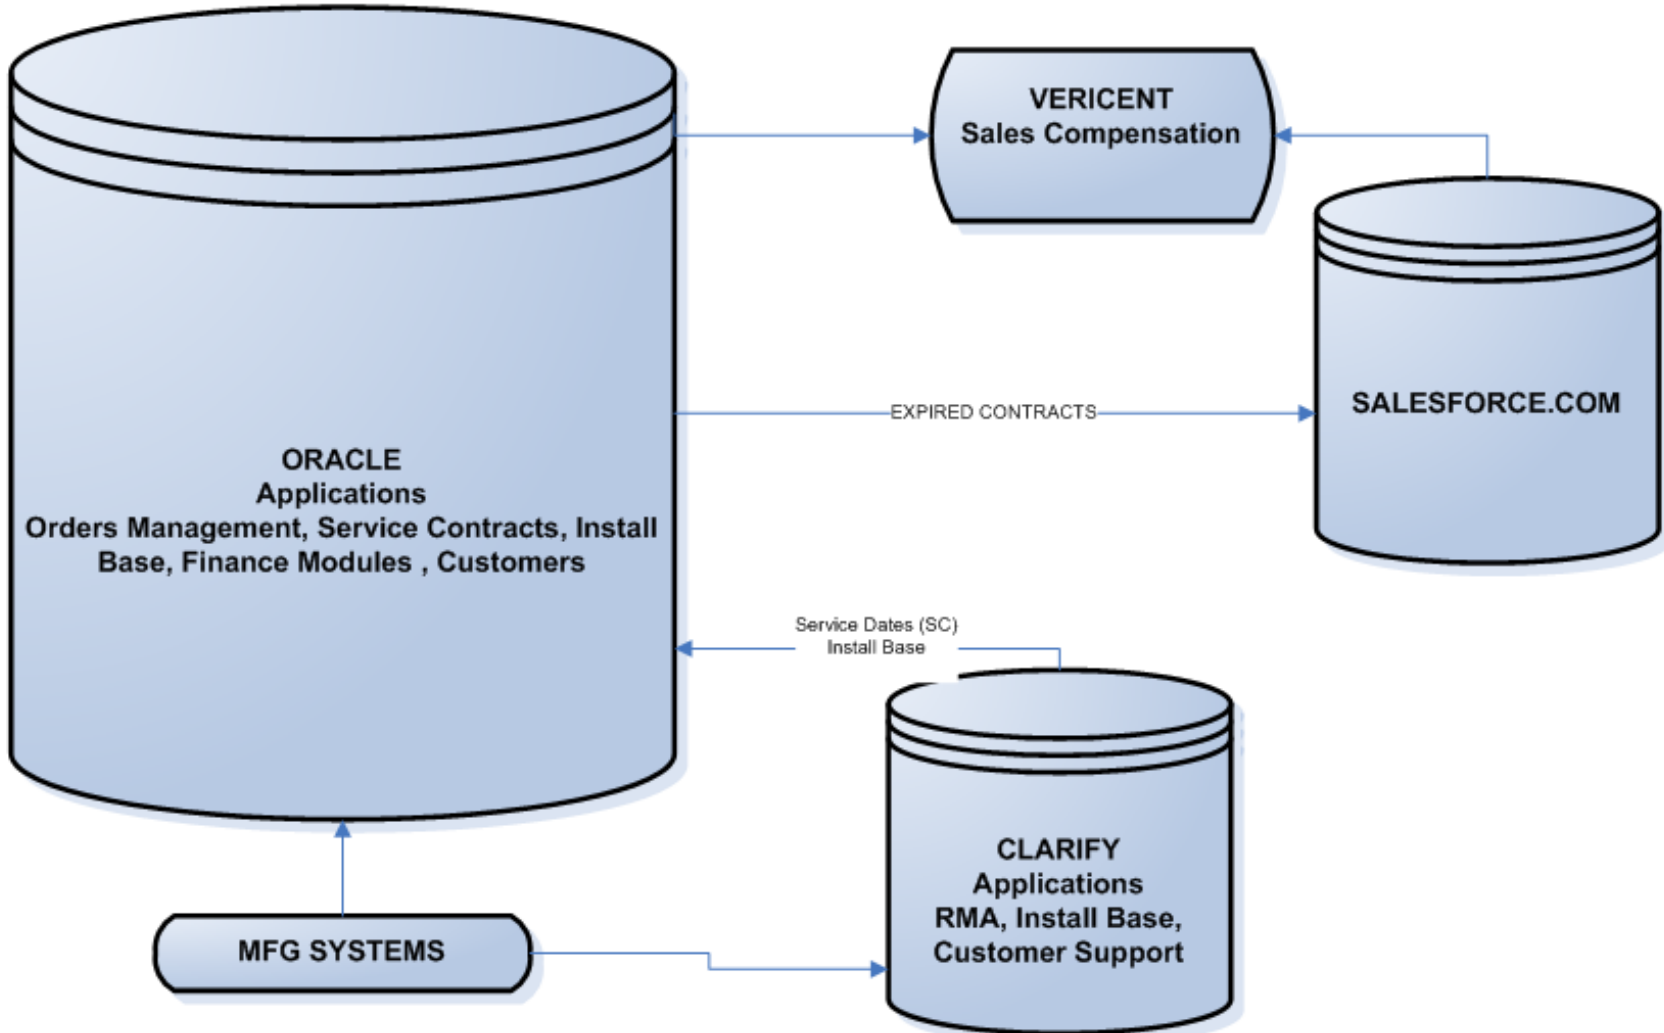 VERICENT
Sales Compensation
EXPIRED CONTRACTS
SALESFORCE.COM
ORACLE
Applications
Orders Management, Service Contracts, Install
Base, Finance Modules , Customers
Service Dates (SC)
Install Base
CLARIFY
Applications
RMA, Install Base,
Customer Support
MFG SYSTEMS